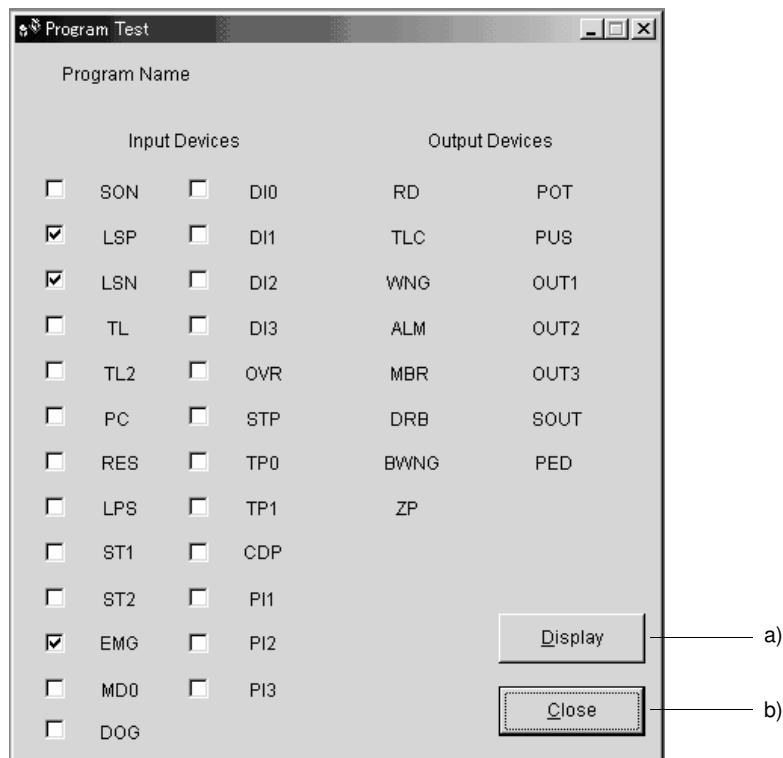 Program Test
Program Name
Input Devices Output Devices
SON DI0 RD POT
LSP DI1 TLC PUS
LSN DI2 WNG OUT1
TL DI3 ALM OUT2
TL2 OVR MBR OUT3
PC STP DRB SOUT
RES TP0 BWNG PED
LPS TP1 ZP
ST1 CDP
ST2 PI1
EMG PI2
MD0 PI3
DOG
Display a)
Close b)